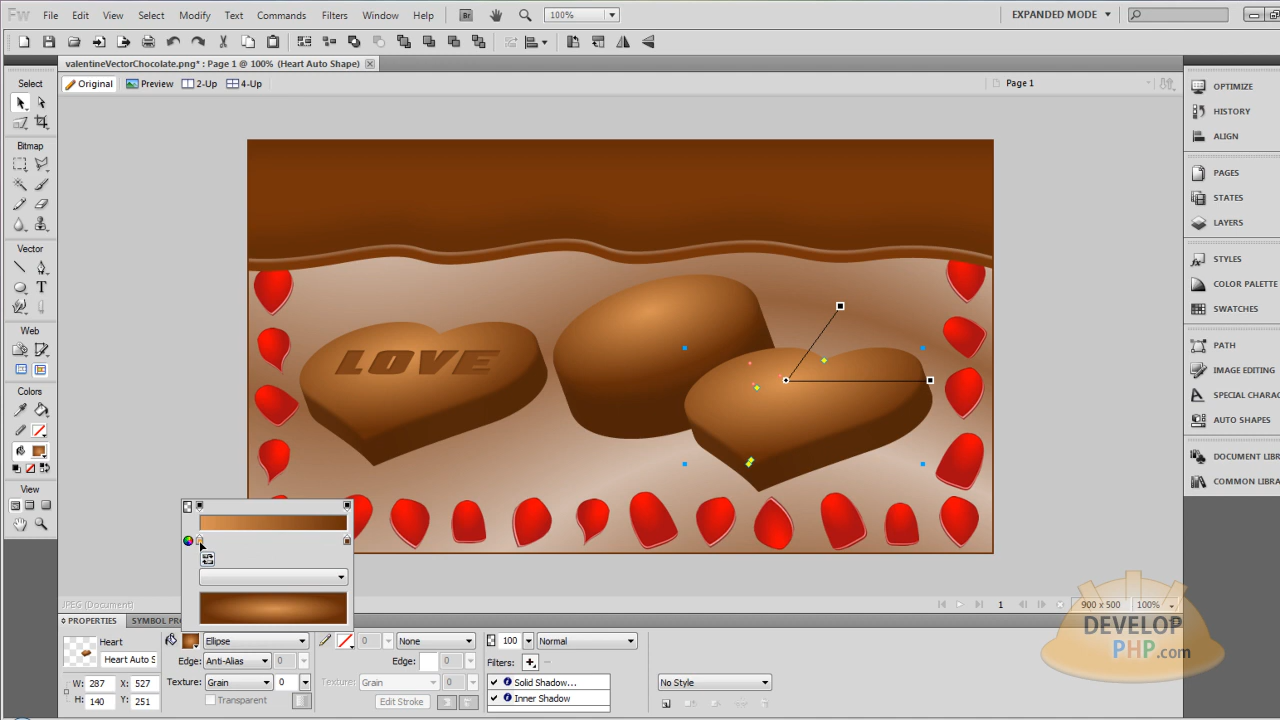 Fw File Edit View Select Modify Text Commands Filters Window Help Br 100% EXPANDED MODE
valentineVectorChocolate.png* : Page 1 @ 100% (Heart Auto Shape)
Original Preview 2-Up 4-Up Page 1
Select
Bitmap
Vector
T
Web
Colors
View
OPTIMIZE
HISTORY
ALIGN
PAGES
STATES
LAYERS
STYLES
COLOR PALETTE
SWATCHES
PATH
IMAGE EDITING
SPECIAL CHARAC
AUTO SHAPES
DOCUMENT LIBR
COMMON LIBRA
LOVE
JPEG (Document) 1 900 x 500 100%
PROPERTIES SYMBOL PR
Heart Ellipse 0 None 100 Normal
Heart Auto S Edge: Anti-Alias 0 Edge: 0 Filters:
W: 287 X: 527 Texture: Grain 0 Texture: Grain 0 Solid Shadow... No Style
H: 140 Y: 251 Transparent Edit Stroke Inner Shadow
DEVELOP
PHP.com